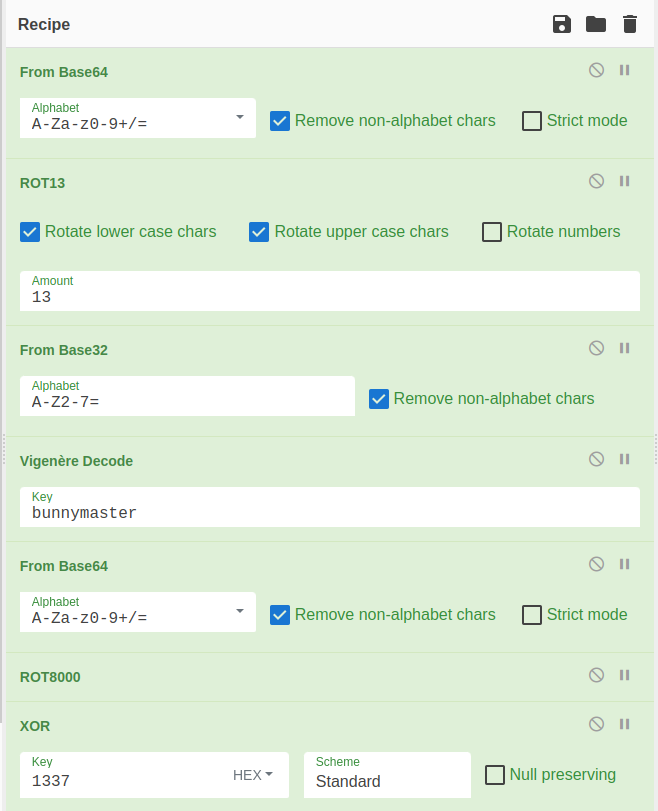 Recipe
From Base64
Alphabet
A-Za-z0-9+/=
Remove non-alphabet chars
Strict mode
ROT13
Rotate lower case chars
Rotate upper case chars
Rotate numbers
Amount
13
From Base32
Alphabet
A-Z2-7=
Remove non-alphabet chars
Vigenère Decode
Key
bunnymaster
From Base64
Alphabet
A-Za-z0-9+/=
Remove non-alphabet chars
Strict mode
ROT8000
XOR
Key
1337
HEX
Scheme
Standard
Null preserving